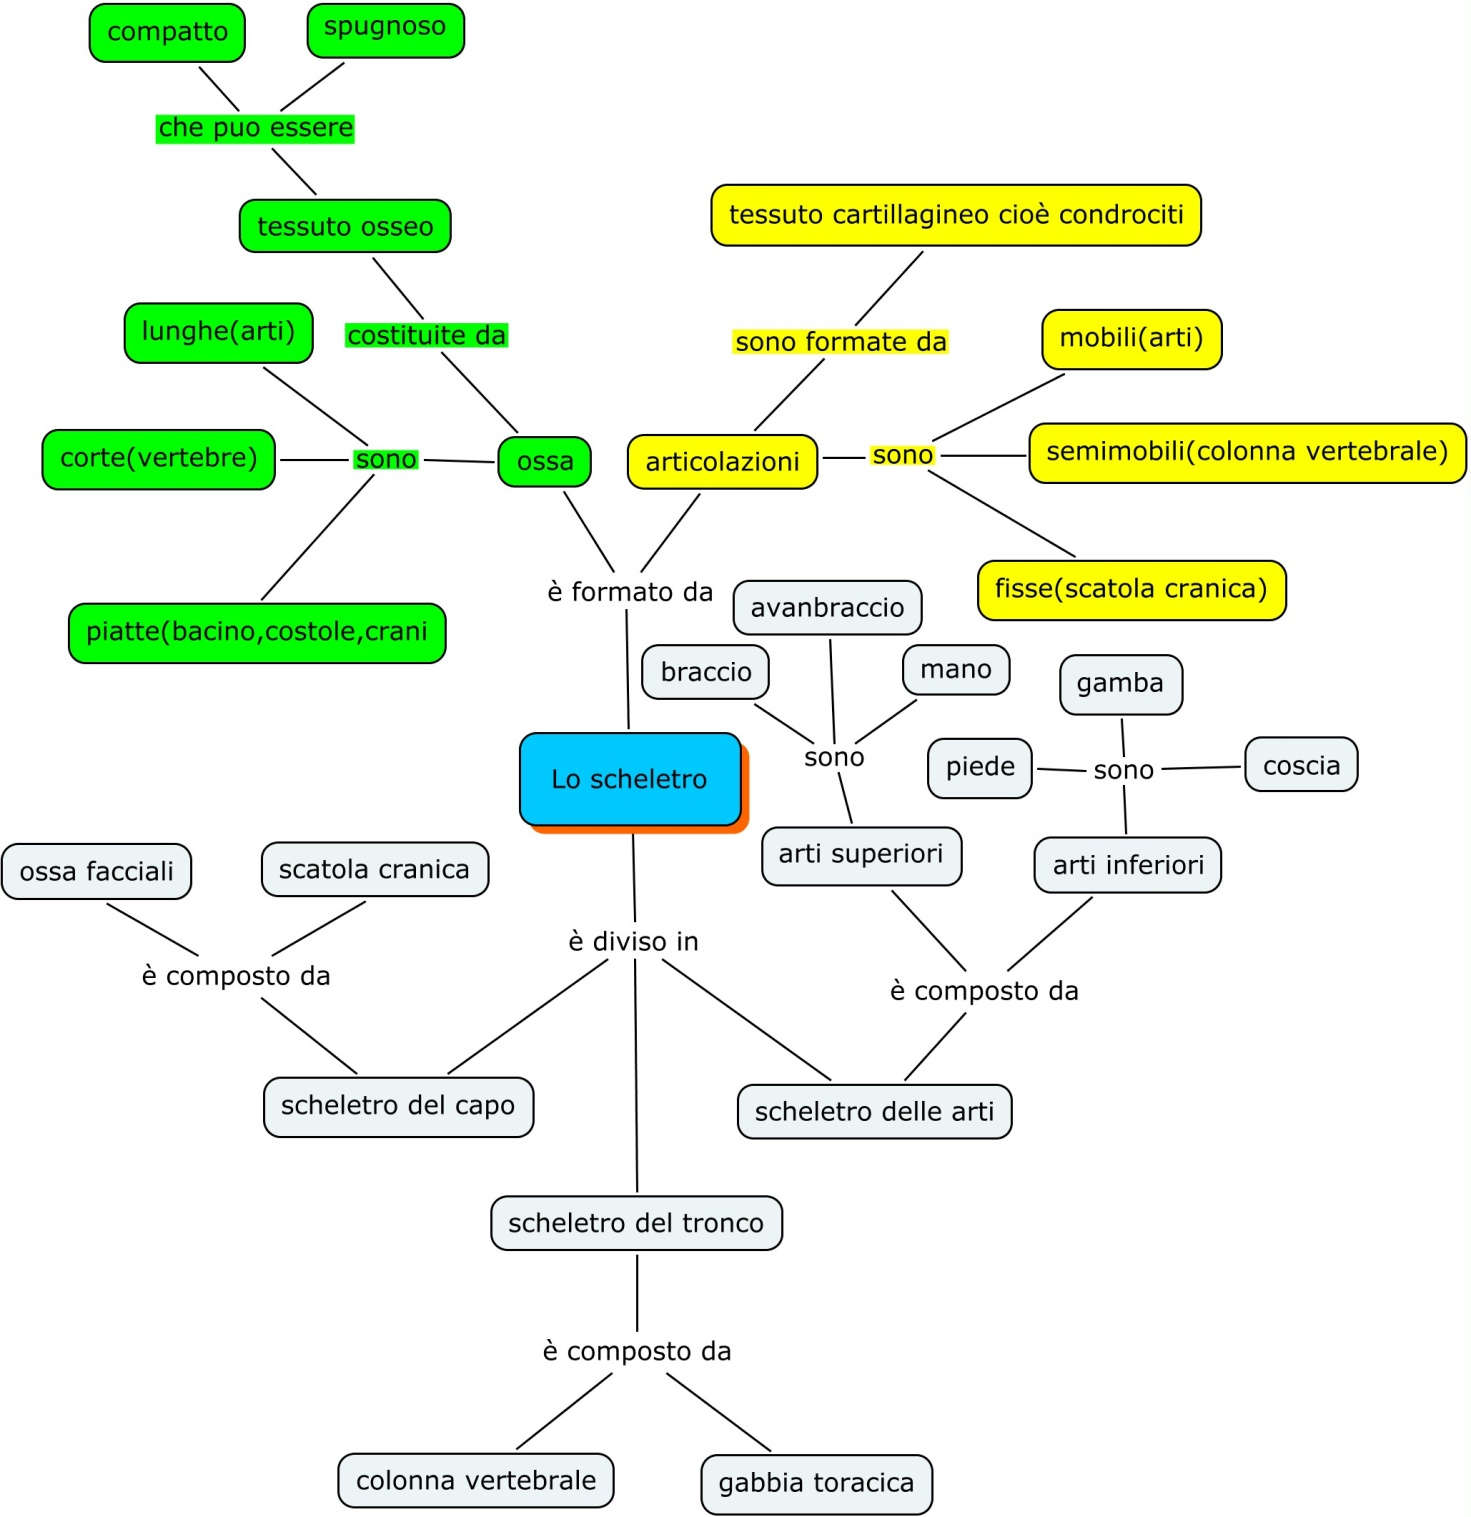 compatto
spugnoso
che puo essere
tessuto osseo
tessuto cartillagineo cioè condrociti
lunghe(arti)
costituite da
sono formate da
mobili(arti)
corte(vertebre)
sono
ossa
articolazioni
sono
semimobili(colonna vertebrale)
è formato da
fisse(scatola cranica)
avanbraccio
piatte(bacino,costole,crani
braccio
mano
gamba
sono
piede
sono
coscia
Lo scheletro
arti superiori
arti inferiori
ossa facciali
scatola cranica
è diviso in
è composto da
è composto da
scheletro del capo
scheletro delle arti
scheletro del tronco
è composto da
colonna vertebrale
gabbia toracica